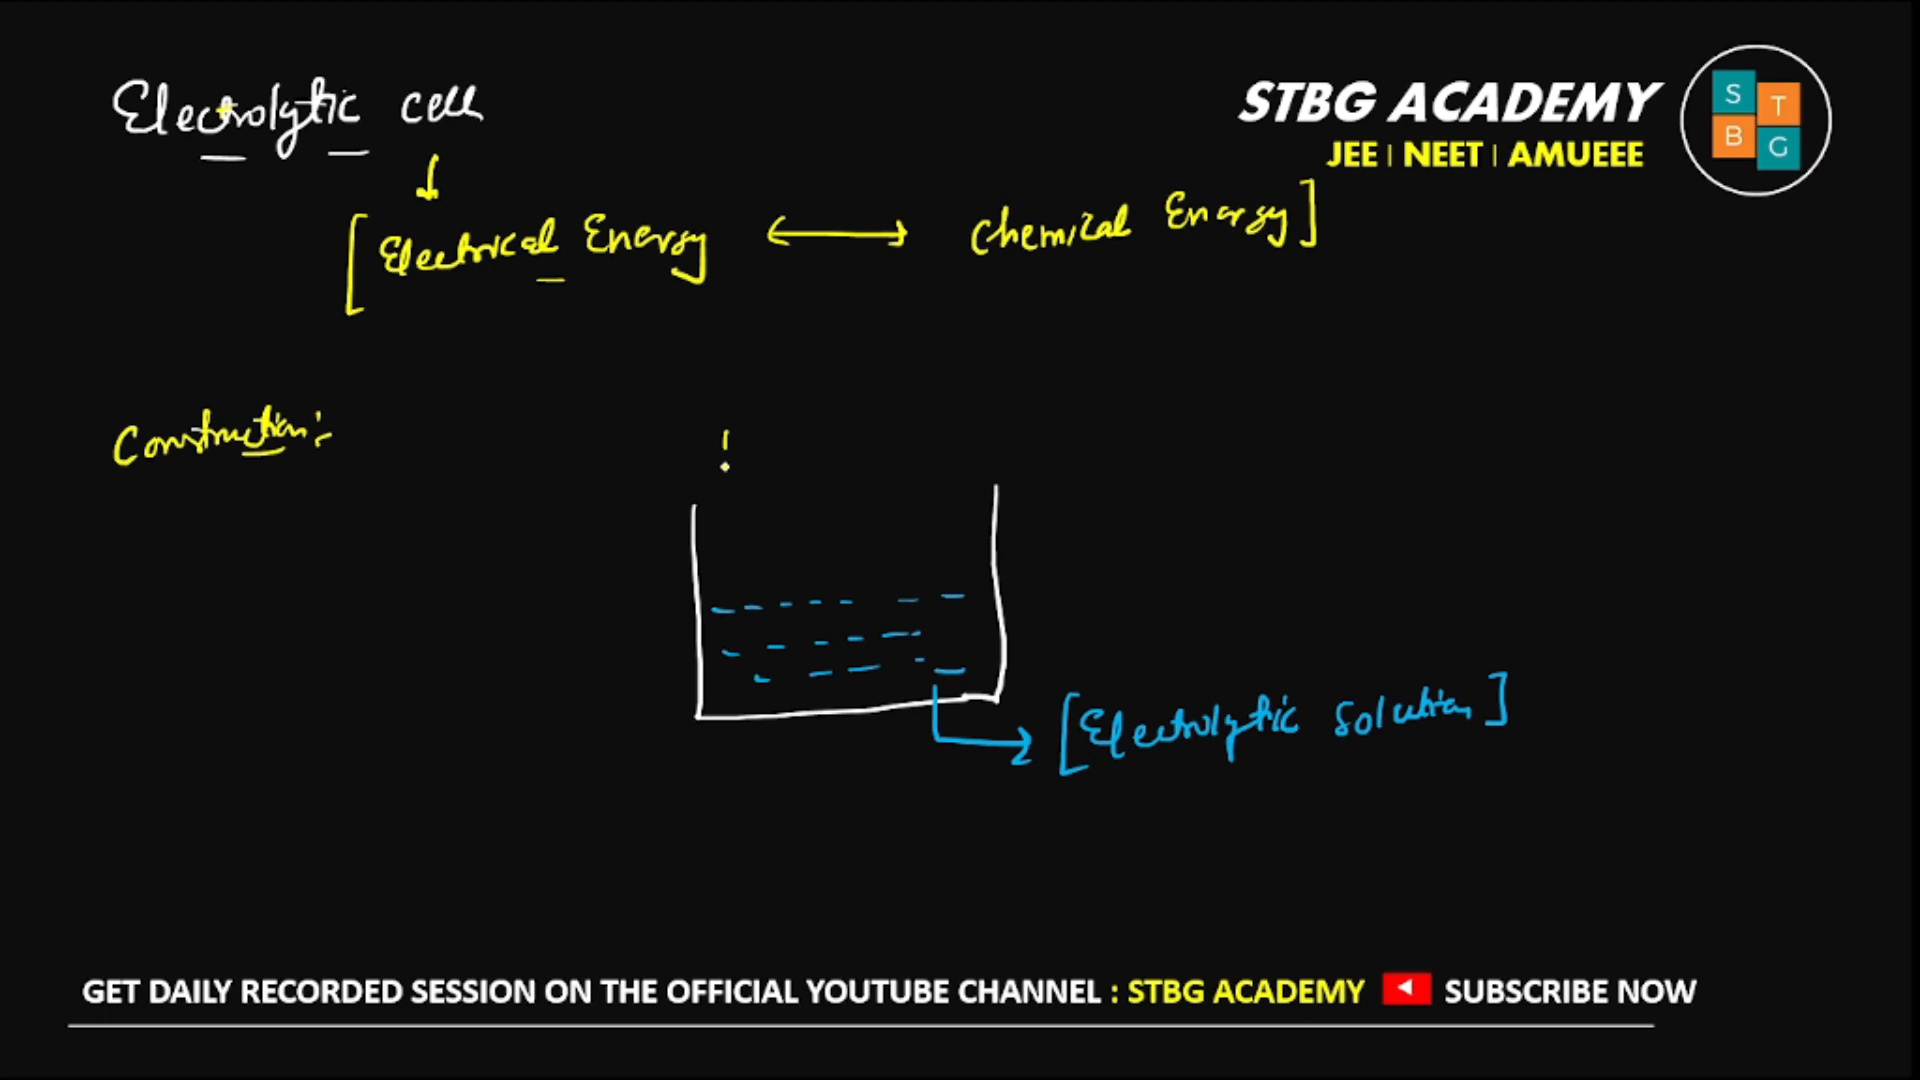 Electrolytic cell
STBG ACADEMY
JEE | NEET | AMUEEE
S T
B G
[Electrical Energy ↔ Chemical Energy]
Construction:-
[Electrolytic Solution]
GET DAILY RECORDED SESSION ON THE OFFICIAL YOUTUBE CHANNEL : STBG ACADEMY SUBSCRIBE NOW